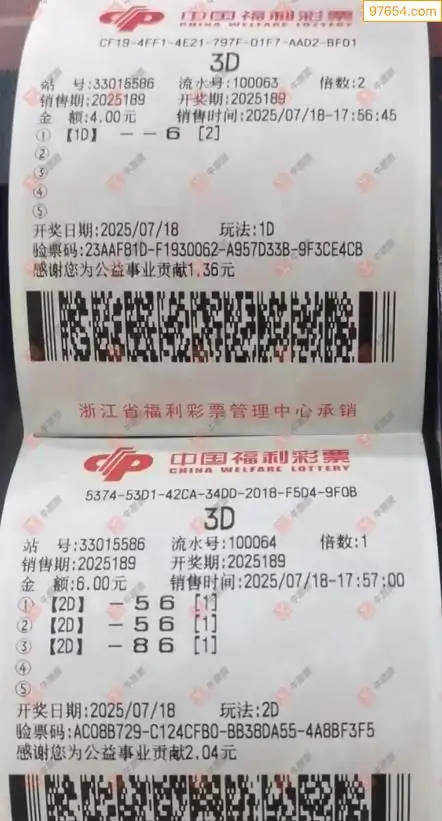 97654.com
中国福利彩票
CHINA WELFARE LOTTERY
CF19-4FF1-4E21-797F-01F7-AAD2-BF01
3D
站 号:33015586 流水号:100063 倍数:2
销售期:2025189 开奖期:2025189
金 额:4.00元 销售时间:2025/07/18-17:56:45
① 【1D】 --6 [2]
②
③
④
⑤
开奖日期:2025/07/18 玩法:1D
验票码:23AAFB1D-F1930062-A957D33B-9F3CE4CB
感谢您为公益事业贡献1.36元
浙江省福利彩票管理中心承销
中国福利彩票
CHINA WELFARE LOTTERY
5374-53D1-42CA-34DD-2018-F5D4-9F0B
3D
站 号:33015586 流水号:100064 倍数:1
销售期:2025189 开奖期:2025189
金 额:6.00元 销售时间:2025/07/18-17:57:00
① 【2D】 -56 [1]
② 【2D】 -56 [1]
③ 【2D】 -86 [1]
④
⑤
开奖日期:2025/07/18 玩法:2D
验票码:AC08B729-C124CFB0-BB38DA55-4A8BF3F5
感谢您为公益事业贡献2.04元